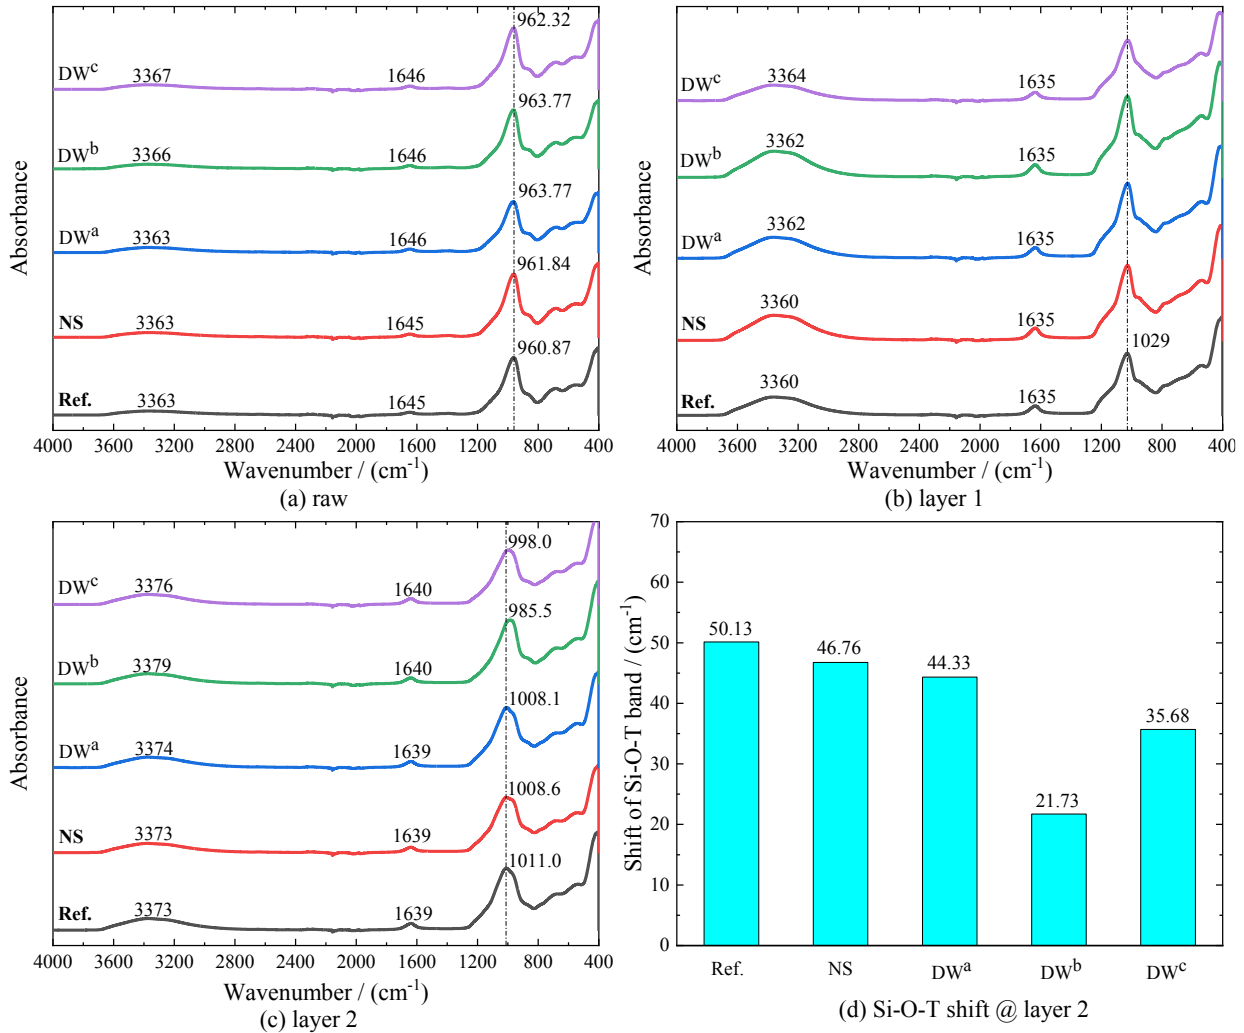 Absorbance
DWᶜ
3367
1646
962.32
DWᵇ
3366
1646
963.77
DWᵃ
3363
1646
963.77
NS
3363
1645
961.84
Ref.
3363
1645
960.87
4000 3600 3200 2800 2400 2000 1600 1200 800 400
Wavenumber / (cm⁻¹)
(a) raw
Absorbance
DWᶜ
3364
1635
DWᵇ
3362
1635
DWᵃ
3362
1635
NS
3360
1635
1029
Ref.
3360
1635
4000 3600 3200 2800 2400 2000 1600 1200 800 400
Wavenumber / (cm⁻¹)
(b) layer 1
Absorbance
DWᶜ
3376
1640
998.0
DWᵇ
3379
1640
985.5
DWᵃ
3374
1639
1008.1
NS
3373
1639
1008.6
Ref.
3373
1639
1011.0
4000 3600 3200 2800 2400 2000 1600 1200 800 400
Wavenumber / (cm⁻¹)
(c) layer 2
Shift of Si-O-T band / (cm⁻¹)
70
60
50
40
30
20
10
0
50.13
46.76
44.33
21.73
35.68
Ref. NS DWᵃ DWᵇ DWᶜ
(d) Si-O-T shift @ layer 2